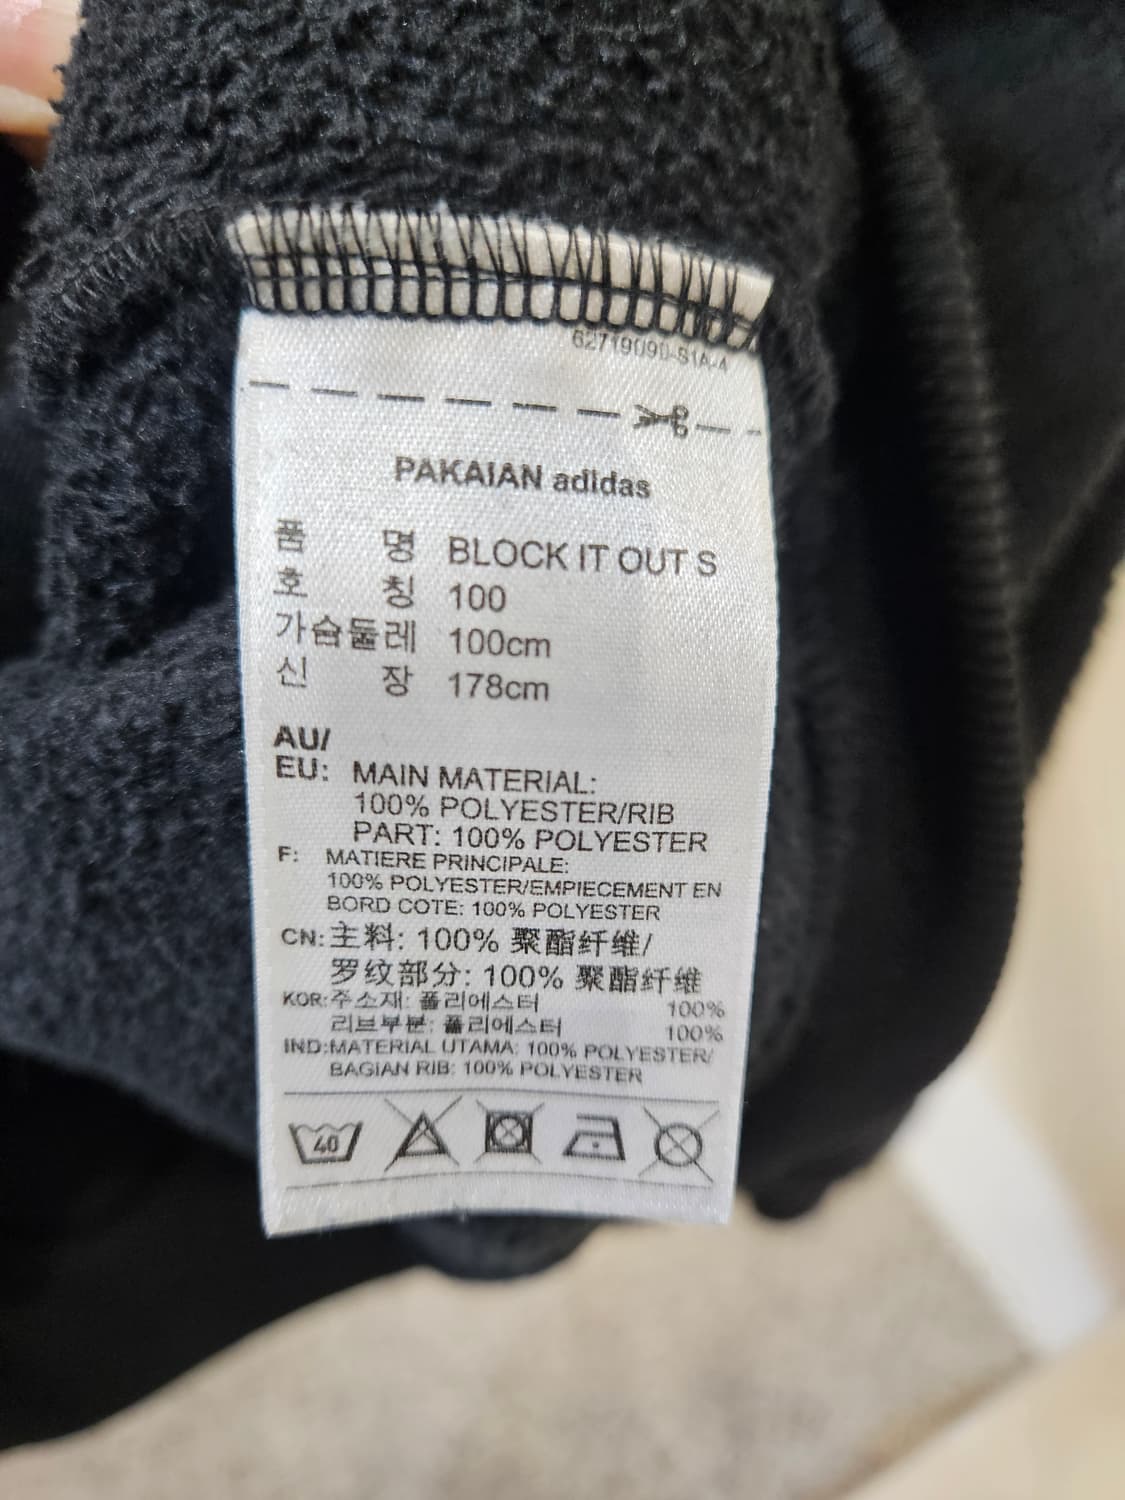 62719090-S1A-4
PAKAIAN adidas
품 명 BLOCK IT OUT S
호 칭 100
가슴둘레 100cm
신 장 178cm
AU/
EU: MAIN MATERIAL:
100% POLYESTER/RIB
PART: 100% POLYESTER
F: MATIERE PRINCIPALE:
100% POLYESTER/EMPIECEMENT EN
BORD COTE: 100% POLYESTER
CN: 主料: 100% 聚酯纤维/
罗纹部分: 100% 聚酯纤维
KOR: 주소재: 폴리에스터 100%
리브부분: 폴리에스터 100%
IND: MATERIAL UTAMA: 100% POLYESTER/
BAGIAN RIB: 100% POLYESTER
40